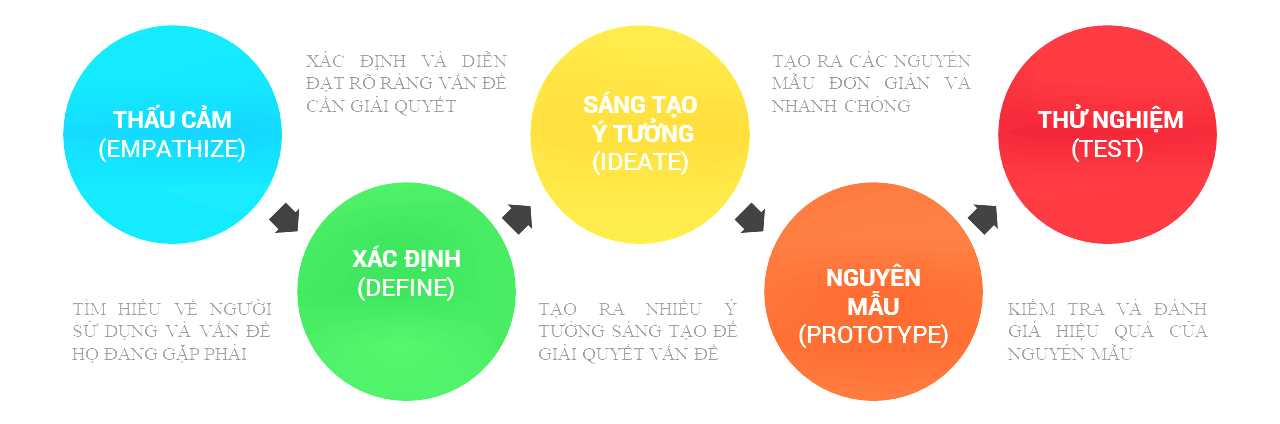 THẤU CẢM
(EMPATHIZE)
TÌM HIỂU VỀ NGƯỜI
SỬ DỤNG VÀ VẤN ĐỀ
HỌ ĐANG GẶP PHẢI
XÁC ĐỊNH VÀ DIỄN
ĐẠT RÕ RÀNG VẤN ĐỀ
CẦN GIẢI QUYẾT
XÁC ĐỊNH
(DEFINE)
SÁNG TẠO
Ý TƯỞNG
(IDEATE)
TẠO RA NHIỀU Ý
TƯỞNG SÁNG TẠO ĐỂ
GIẢI QUYẾT VẤN ĐỀ
TẠO RA CÁC NGUYÊN
MẪU ĐƠN GIẢN VÀ
NHANH CHÓNG
NGUYÊN
MẪU
(PROTOTYPE)
THỬ NGHIỆM
(TEST)
KIỂM TRA VÀ ĐÁNH
GIÁ HIỆU QUẢ CỦA
NGUYÊN MẪU